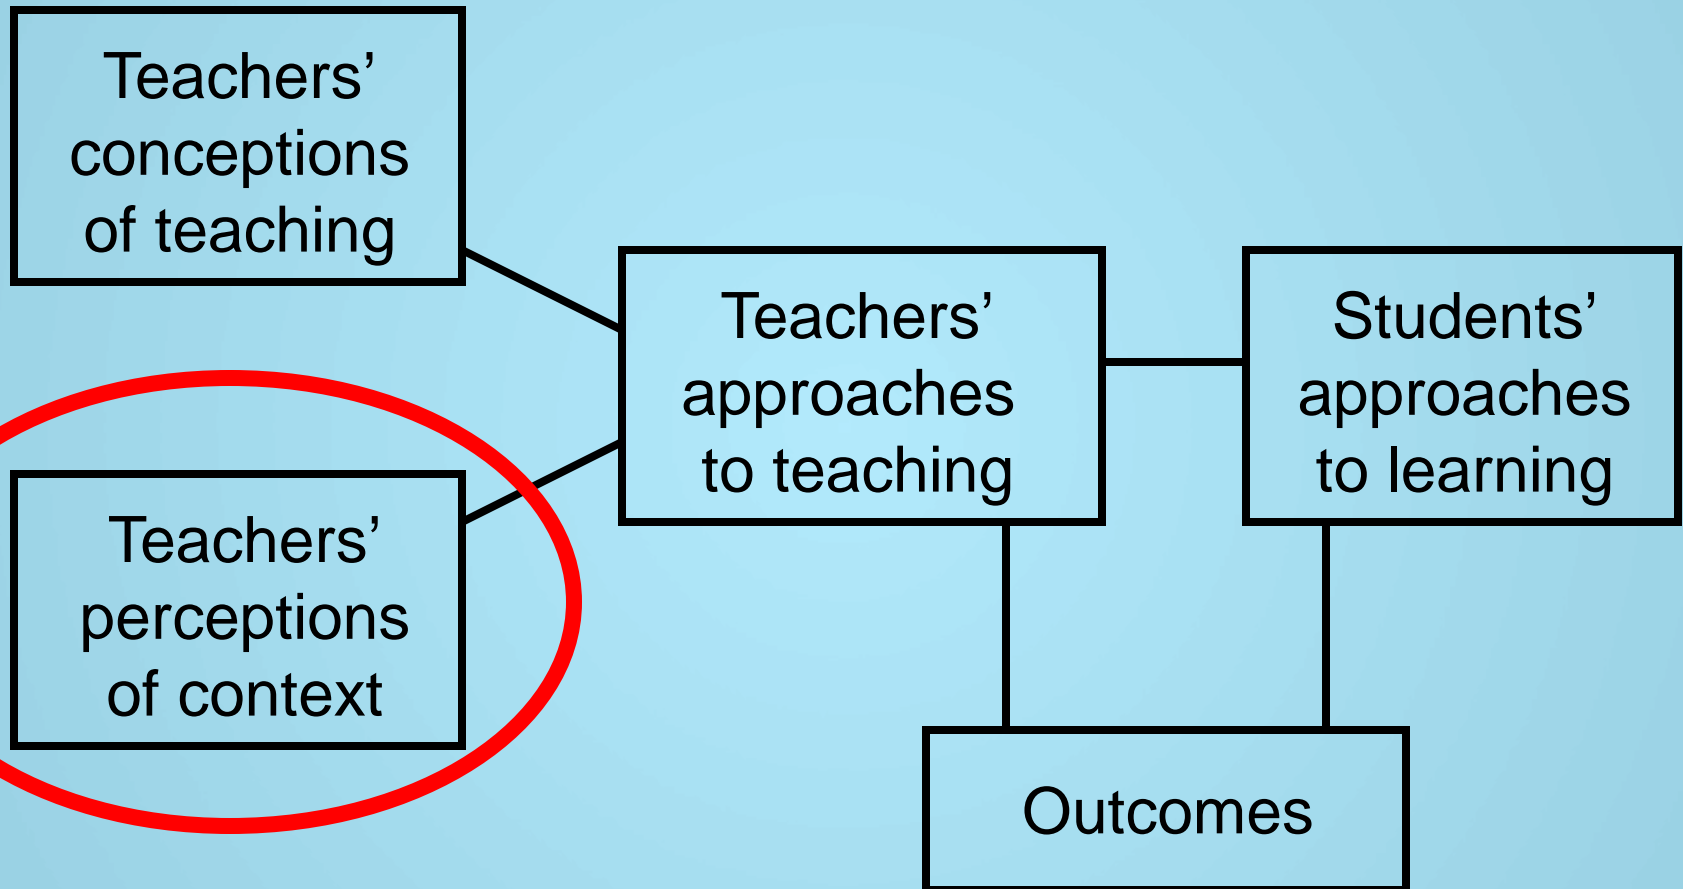 Teachers’
conceptions
of teaching
Teachers’
perceptions
of context
Teachers’
approaches
to teaching
Students’
approaches
to learning
Outcomes